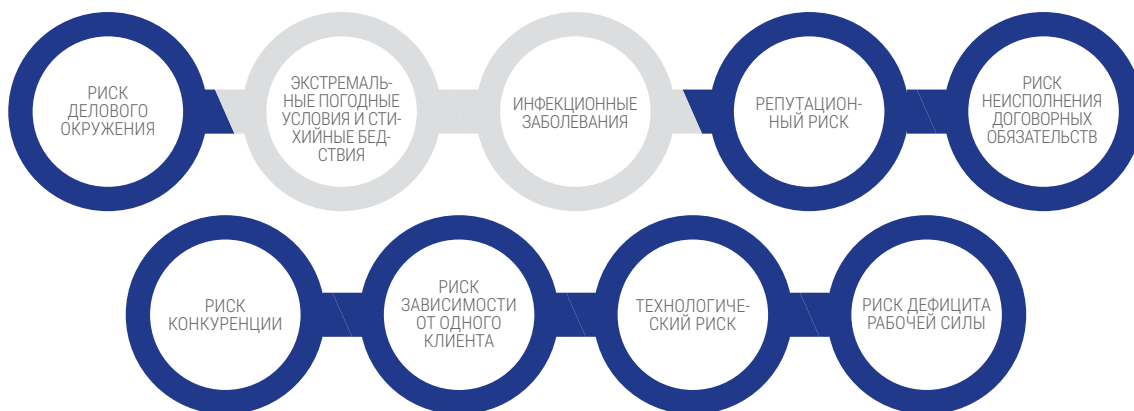 РИСК
ДЕЛОВОГО
ОКРУЖЕНИЯ
ЭКСТРЕМАЛЬ-
НЫЕ ПОГОДНЫЕ
УСЛОВИЯ И СТИ-
ХИЙНЫЕ БЕД-
СТВИЯ
ИНФЕКЦИОННЫЕ
ЗАБОЛЕВАНИЯ
РЕПУТАЦИОН-
НЫЙ РИСК
РИСК
НЕИСПОЛНЕНИЯ
ДОГОВОРНЫХ
ОБЯЗАТЕЛЬСТВ
РИСК
КОНКУРЕНЦИИ
РИСК
ЗАВИСИМОСТИ
ОТ ОДНОГО
КЛИЕНТА
ТЕХНОЛОГИЧЕ-
СКИЙ РИСК
РИСК ДЕФИЦИТА
РАБОЧЕЙ СИЛЫ